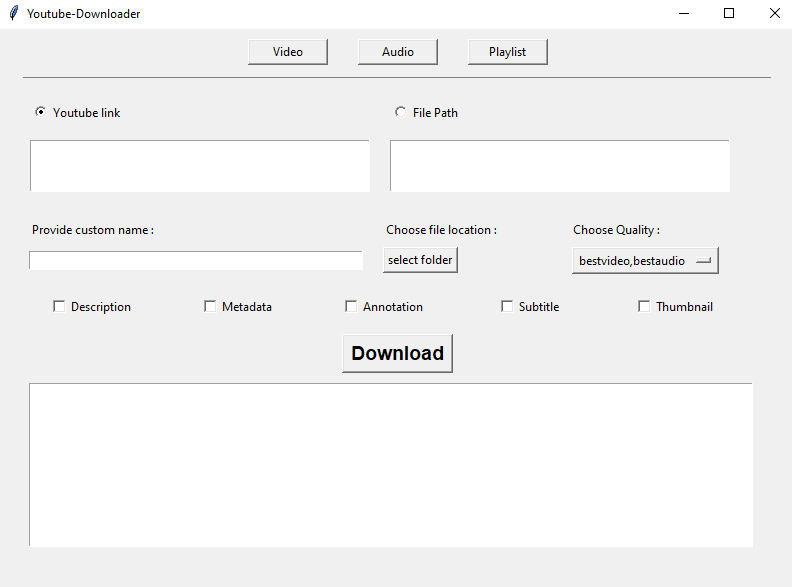 Youtube-Downloader
Video Audio Playlist
Youtube link File Path
Provide custom name : Choose file location : Choose Quality :
select folder bestvideo,bestaudio
Description Metadata Annotation Subtitle Thumbnail
Download